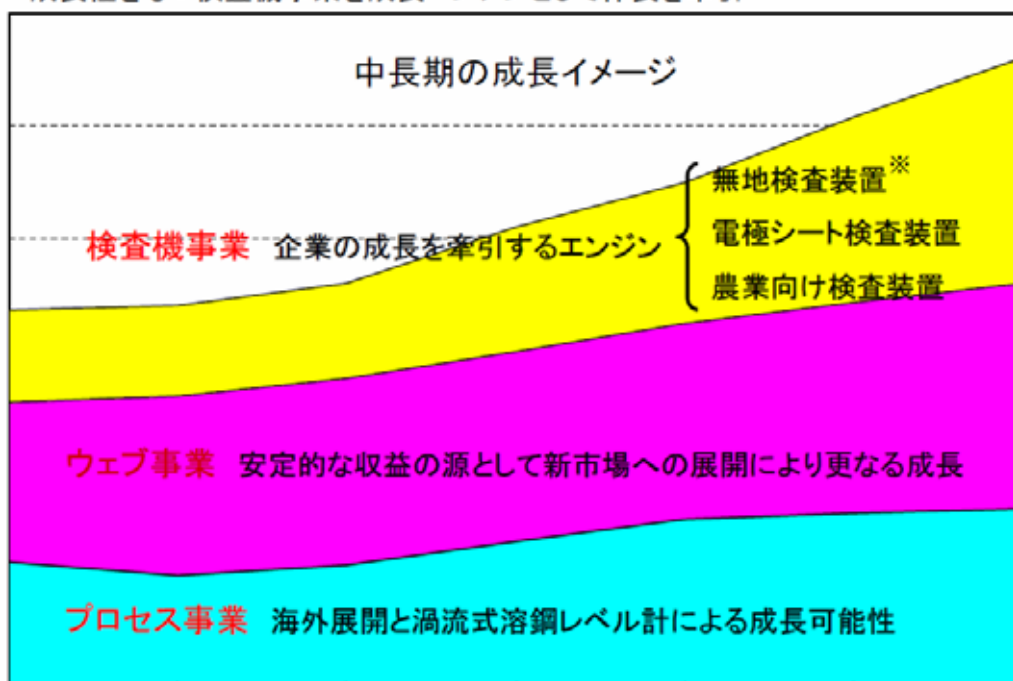 中長期の成長イメージ
無地検査装置※
検査機事業 企業の成長を牽引するエンジン
電極シート検査装置
農業向け検査装置
ウェブ事業 安定的な収益の源として新市場への展開により更なる成長
プロセス事業 海外展開と渦流式溶鋼レベル計による成長可能性